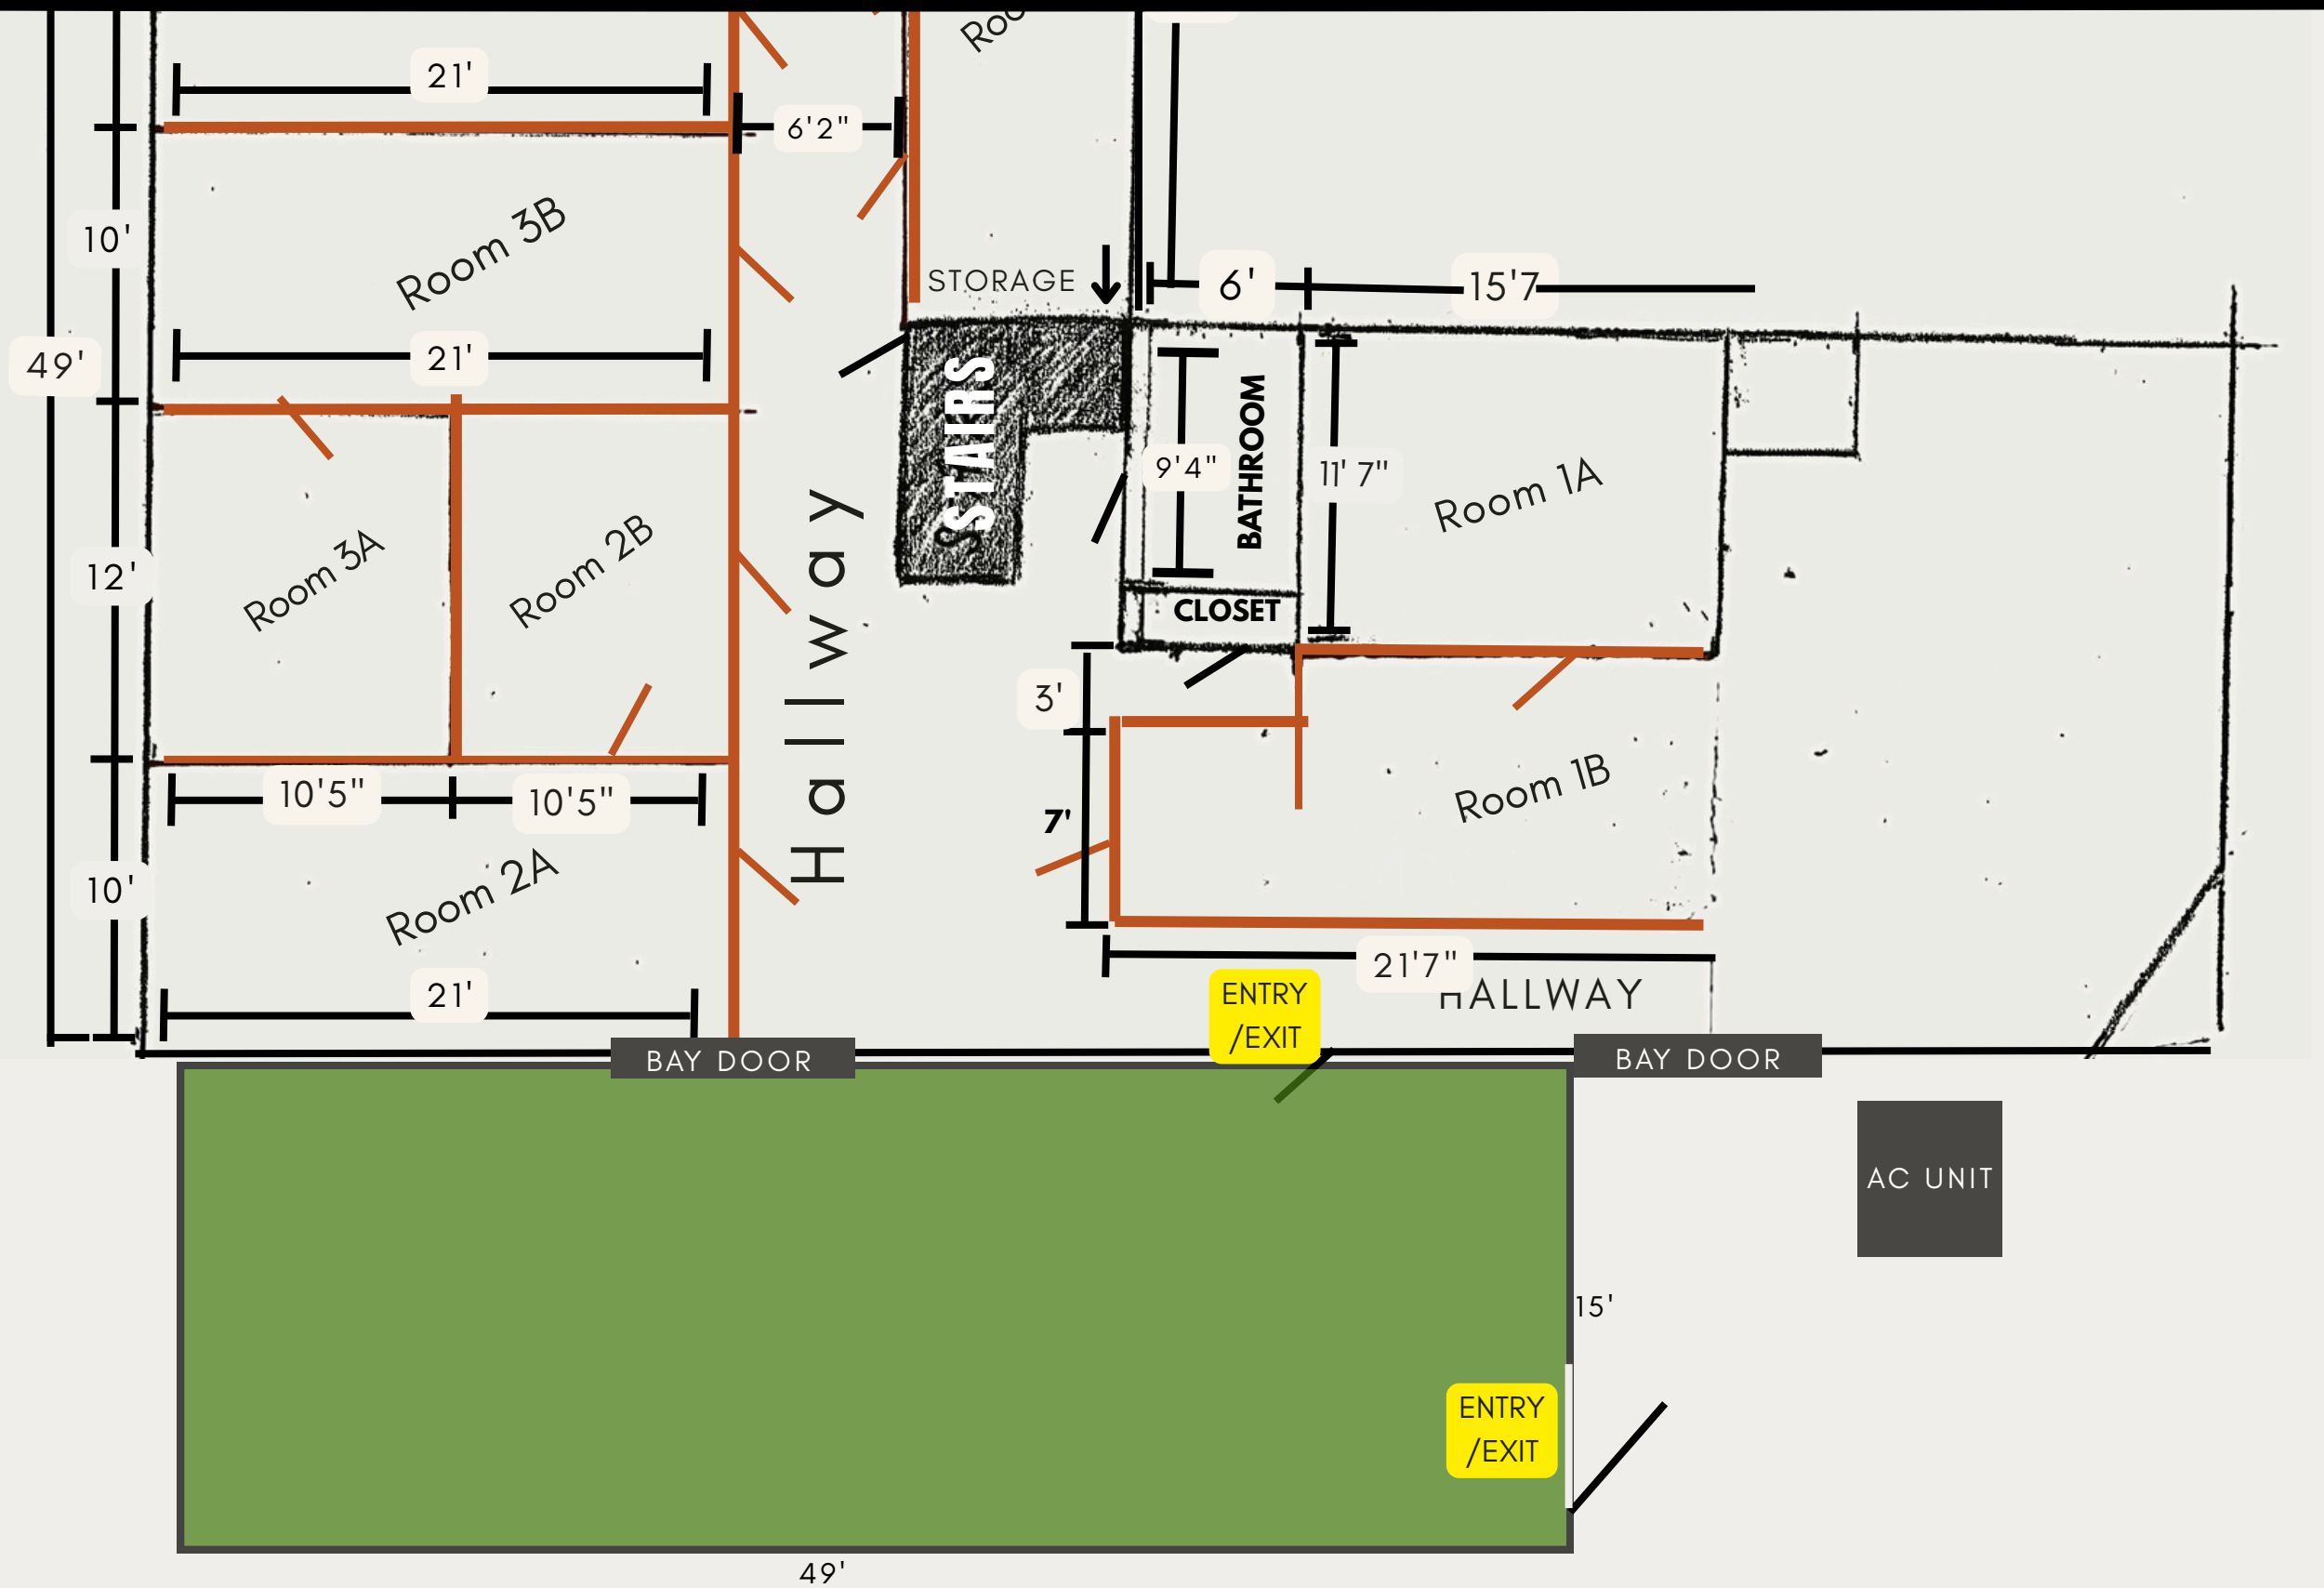 Roo
21'
6'2"
10'
Room 3B
STORAGE
6'
15'7
49'
21'
STAIRS
9'4"
BATHROOM
11' 7"
Room 1A
12'
Room 3A
Room 2B
Hallway
CLOSET
3'
10'5"
10'5"
7'
Room 1B
10'
Room 2A
21'
21'7"
HALLWAY
ENTRY
/EXIT
BAY DOOR
BAY DOOR
AC UNIT
15'
ENTRY
/EXIT
49'